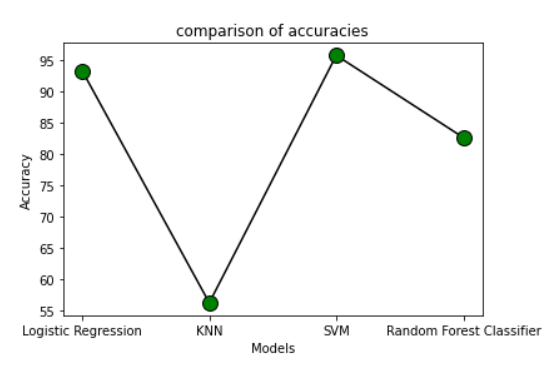 comparison of accuracies
95
90
85
80
75
70
65
60
55
Accuracy
Logistic Regression KNN SVM Random Forest Classifier
Models